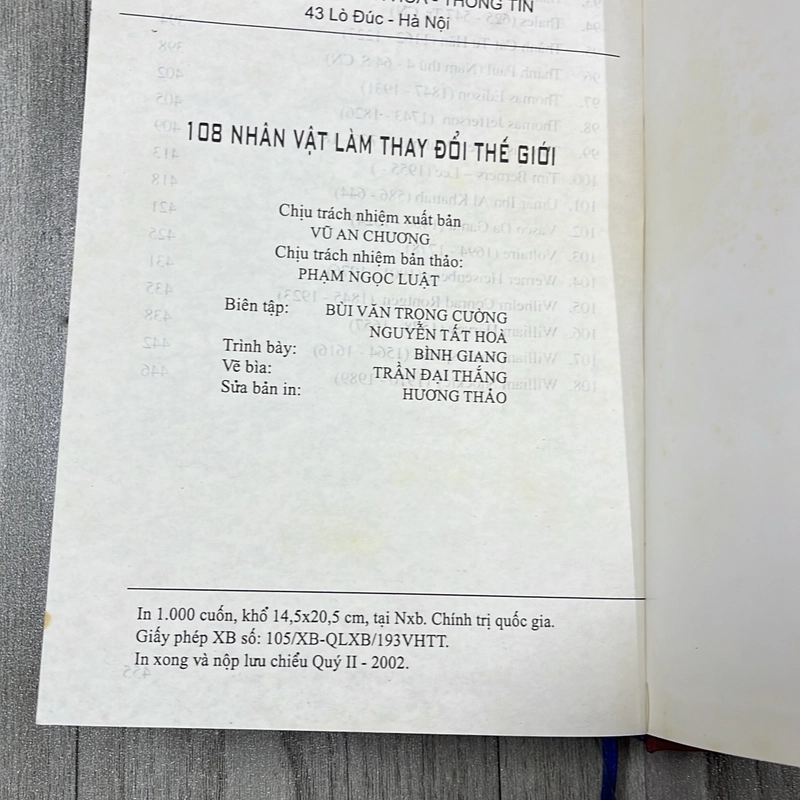 HÓA - THÔNG TIN
43 Lò Đúc - Hà Nội
108 NHÂN VẬT LÀM THAY ĐỔI THẾ GIỚI
Chịu trách nhiệm xuất bản
VŨ AN CHƯƠNG
Chịu trách nhiệm bản thảo:
PHẠM NGỌC LUẬT
Biên tập: BÙI VĂN TRỌNG CƯỜNG
NGUYỄN TẤT HOÀ
Trình bày: BÌNH GIANG
Vẽ bìa: TRẦN ĐẠI THẮNG
Sửa bản in: HƯƠNG THẢO
In 1.000 cuốn, khổ 14,5x20,5 cm, tại Nxb. Chính trị quốc gia.
Giấy phép XB số: 105/XB-QLXB/193VHTT.
In xong và nộp lưu chiểu Quý II - 2002.